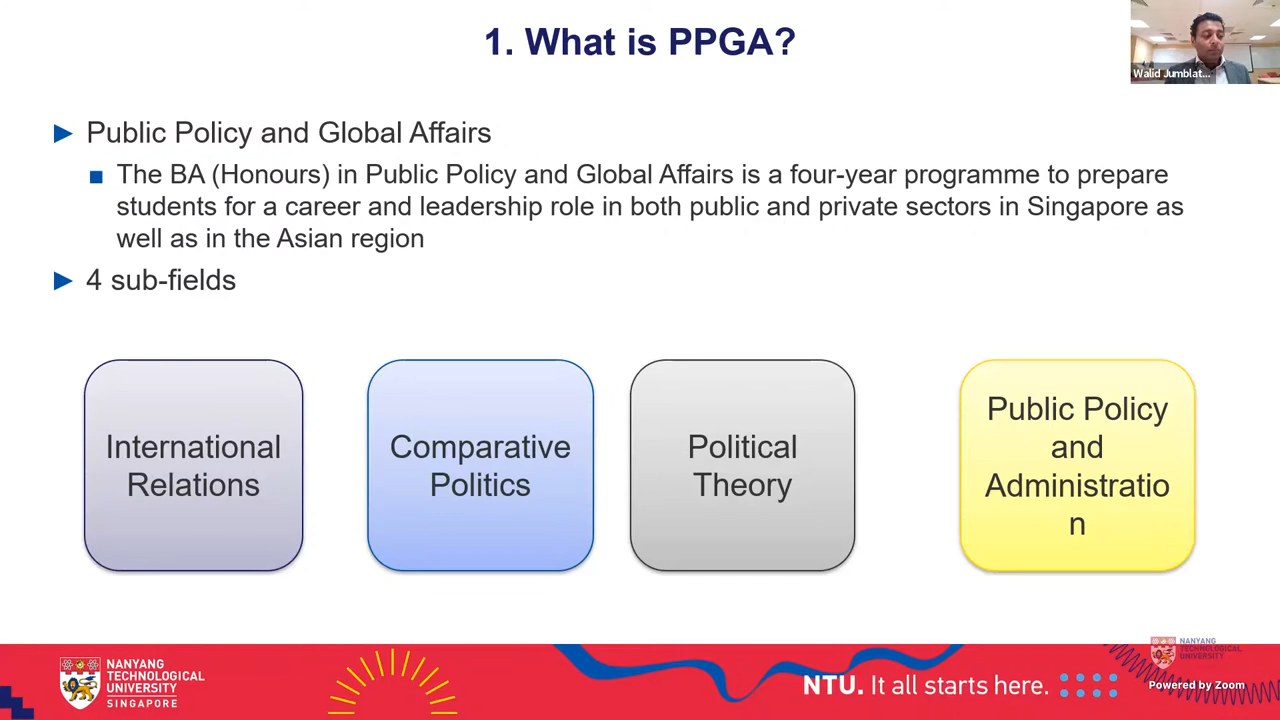 1. What is PPGA?
Walid Jumblat...
Public Policy and Global Affairs
The BA (Honours) in Public Policy and Global Affairs is a four-year programme to prepare
students for a career and leadership role in both public and private sectors in Singapore as
well as in the Asian region
4 sub-fields
International
Relations
Comparative
Politics
Political
Theory
Public Policy
and
Administratio
n
NANYANG
TECHNOLOGICAL
UNIVERSITY
SINGAPORE
NTU. It all starts here.
NANYANG
TECHNOLOGICAL
UNIVERSITY
Powered by Zoom